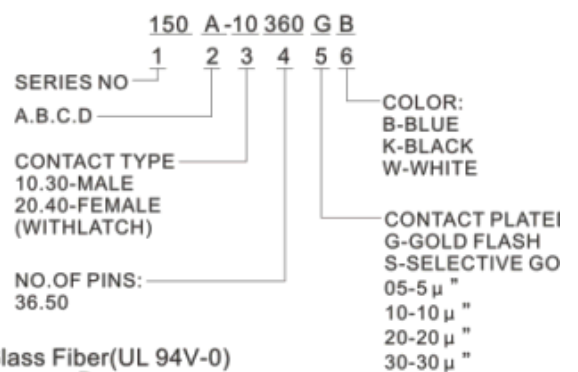 150 A-10 360 G B
1 2 3 4 5 6
SERIES NO
A.B.C.D
CONTACT TYPE
10.30-MALE
20.40-FEMALE
(WITHLATCH)
NO.OF PINS:
36.50
COLOR:
B-BLUE
K-BLACK
W-WHITE
CONTACT PLATEI
G-GOLD FLASH
S-SELECTIVE GO
05-5μ"
10-10μ"
20-20μ"
30-30μ"
lass Fiber(UL 94V-0)